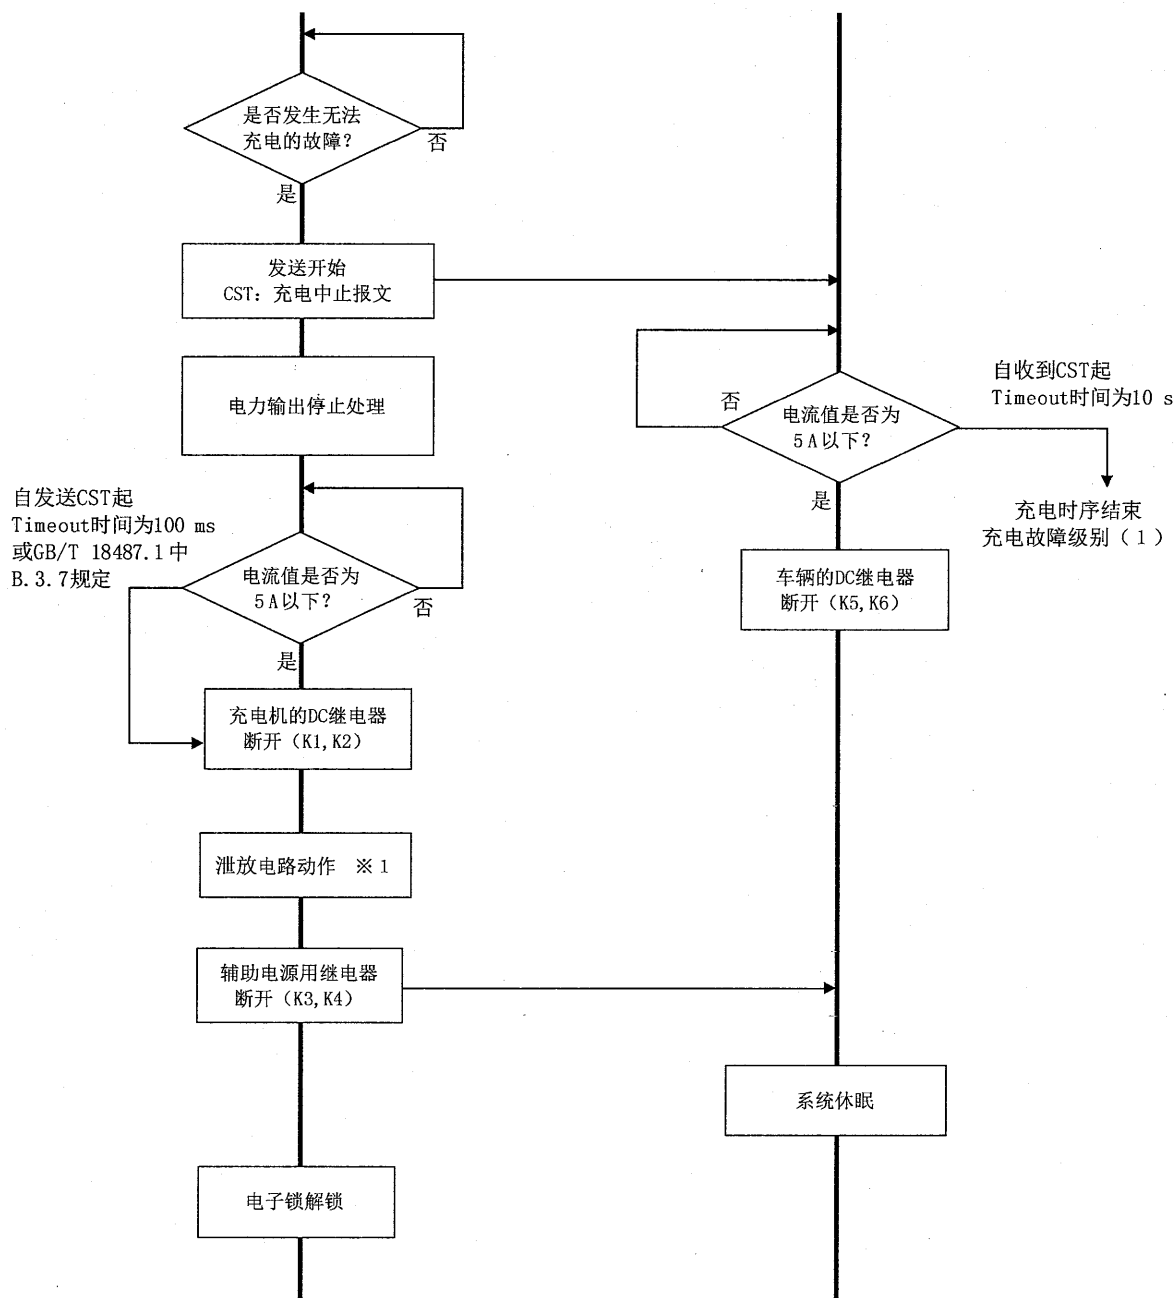 是否发生无法
充电的故障?
否
是
发送开始
CST: 充电中止报文
电力输出停止处理
自收到CST起
Timeout时间为10 s
否
电流值是否为
5A以下?
是
充电时序结束
充电故障级别（1）
自发送CST起
Timeout时间为100 ms
或GB/T 18487.1中
B.3.7规定
电流值是否为
5A以下?
否
是
车辆的DC继电器
断开（K5,K6）
充电机的DC继电器
断开（K1,K2）
泄放电路动作 ※1
辅助电源用继电器
断开（K3,K4）
系统休眠
电子锁解锁